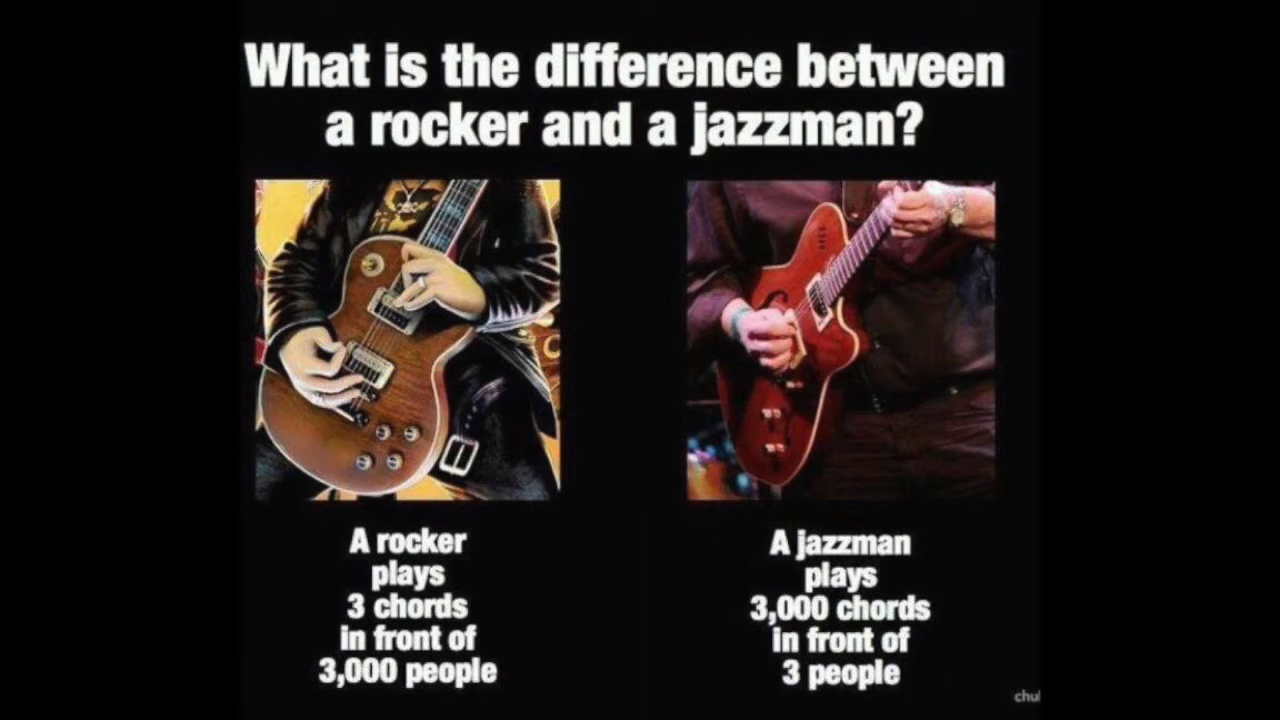 What is the difference between
a rocker and a jazzman?
A rocker
plays
3 chords
in front of
3,000 people
A jazzman
plays
3,000 chords
in front of
3 people